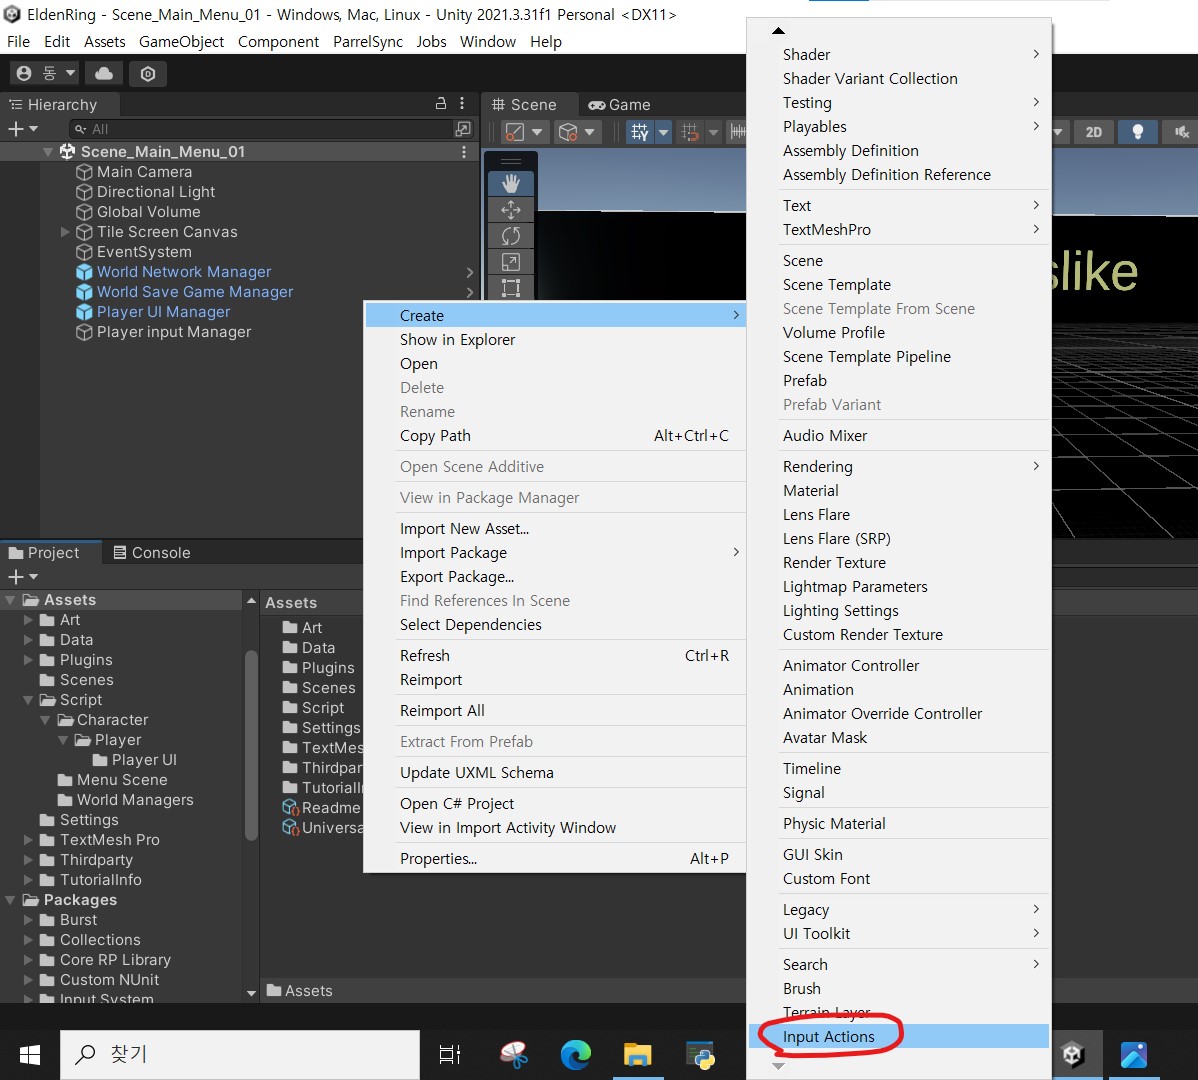 EldenRing - Scene_Main_Menu_01 - Windows, Mac, Linux - Unity 2021.3.31f1 Personal <DX11>
File Edit Assets GameObject Component ParrelSync Jobs Window Help
동
Hierarchy
All
Scene_Main_Menu_01
Main Camera
Directional Light
Global Volume
Tile Screen Canvas
EventSystem
World Network Manager
World Save Game Manager
Player UI Manager
Player input Manager
Scene Game
2D
slike
Project Console
Assets
Art
Data
Plugins
Scenes
Script
Character
Player
Player UI
Menu Scene
World Managers
Settings
TextMesh Pro
Thirdparty
TutorialInfo
Packages
Burst
Collections
Core RP Library
Custom NUnit
Input System
Assets
Art
Data
Plugins
Scenes
Script
Settings
TextMes
Thirdpar
TutorialI
Readme
Universa
Assets
Create
Show in Explorer
Open
Delete
Rename
Copy Path Alt+Ctrl+C
Open Scene Additive
View in Package Manager
Import New Asset...
Import Package
Export Package...
Find References In Scene
Select Dependencies
Refresh Ctrl+R
Reimport
Reimport All
Extract From Prefab
Update UXML Schema
Open C# Project
View in Import Activity Window
Properties... Alt+P
Shader
Shader Variant Collection
Testing
Playables
Assembly Definition
Assembly Definition Reference
Text
TextMeshPro
Scene
Scene Template
Scene Template From Scene
Volume Profile
Scene Template Pipeline
Prefab
Prefab Variant
Audio Mixer
Rendering
Material
Lens Flare
Lens Flare (SRP)
Render Texture
Lightmap Parameters
Lighting Settings
Custom Render Texture
Animator Controller
Animation
Animator Override Controller
Avatar Mask
Timeline
Signal
Physic Material
GUI Skin
Custom Font
Legacy
UI Toolkit
Search
Brush
Terrain Layer
Input Actions
찾기